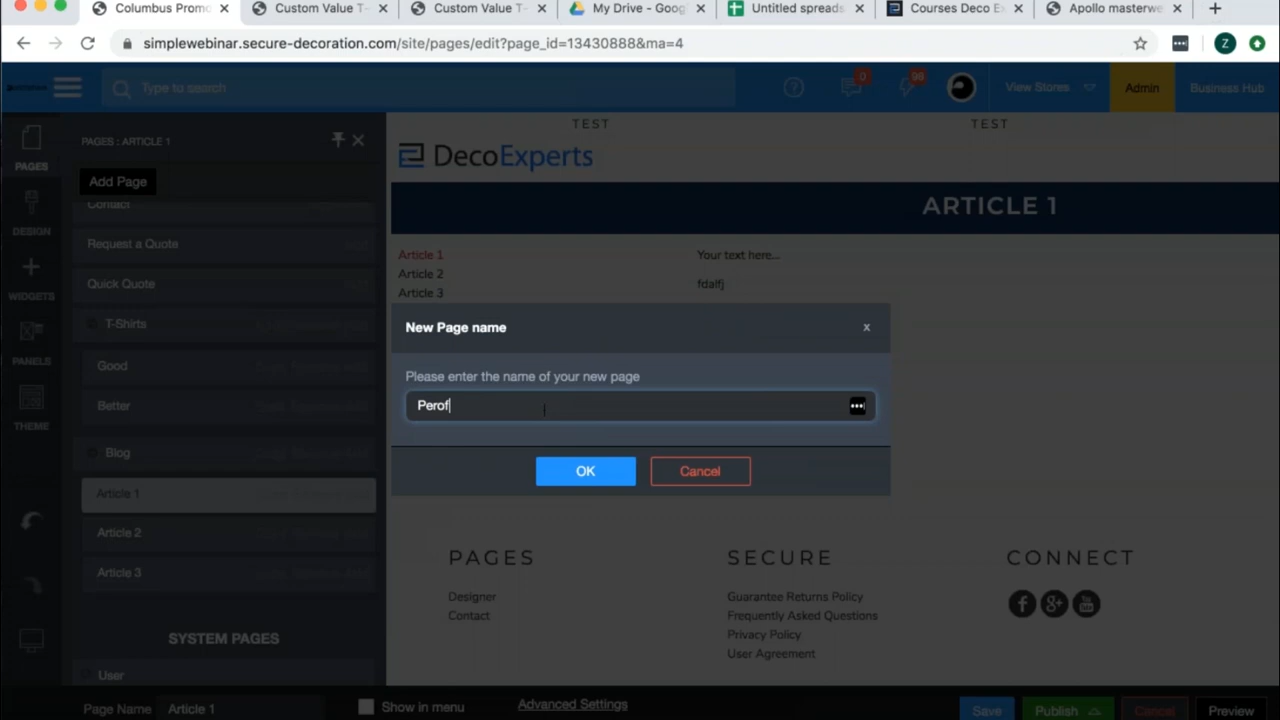 Columbus Promo
Custom Value T-
Custom Value T-
My Drive - Goog
Untitled spreads
Courses Deco Ex
Apollo masterwe
simplewebinar.secure-decoration.com/site/pages/edit?page_id=13430888&ma=4
Z
Type to search
0
98
View Stores
Admin
Business Hub
PAGES
DESIGN
WIDGETS
PANELS
THEME
PAGES : ARTICLE 1
Add Page
Contact
Request a Quote
Quick Quote
T-Shirts
Good
Better
Blog
Article 1
Article 2
Article 3
SYSTEM PAGES
User
TEST
TEST
DecoExperts
ARTICLE 1
Article 1
Article 2
Article 3
Your text here...
fdalfj
New Page name
x
Please enter the name of your new page
Perof
OK
Cancel
PAGES
Designer
Contact
SECURE
Guarantee Returns Policy
Frequently Asked Questions
Privacy Policy
User Agreement
CONNECT
Page Name
Article 1
Show in menu
Advanced Settings
Save
Publish
Cancel
Preview